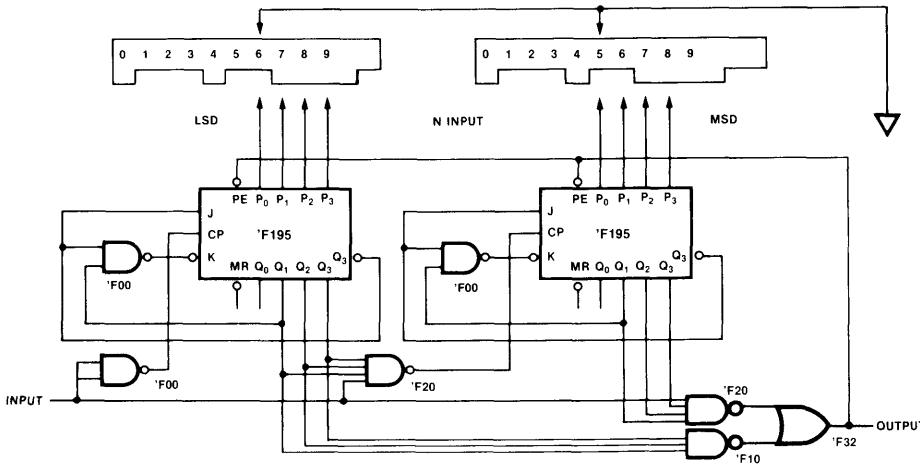 0 1 2 3 4 5 6 7 8 9
0 1 2 3 4 5 6 7 8 9
LSD
N INPUT
MSD
PE P0 P1 P2 P3
J
CP
'F195
K
MR Q0 Q1 Q2 Q3
Q3
'F00
PE P0 P1 P2 P3
J
CP
'F195
K
MR Q0 Q1 Q2 Q3
Q3
'F00
'F00
'F20
INPUT
'F20
'F10
'F32
OUTPUT